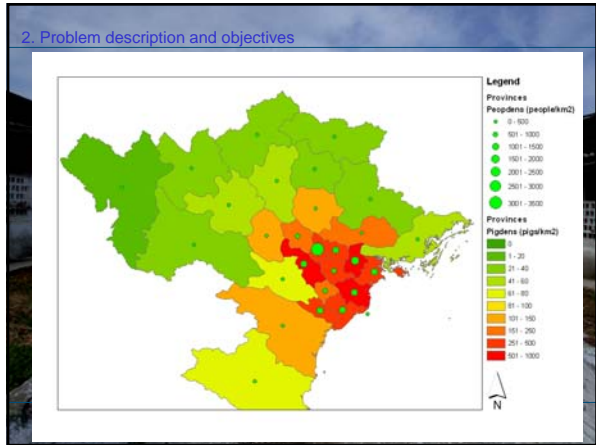 2. Problem description and objectives
Legend
Provinces
Peopdens (people/km2)
0 - 500
501 - 1000
1001 - 1500
1501 - 2000
2001 - 2500
2501 - 3000
3001 - 3500
Provinces
Pigdens (pigs/km2)
0
1 - 20
21 - 40
41 - 60
61 - 80
81 - 100
101 - 150
151 - 250
251 - 500
501 - 1000
N